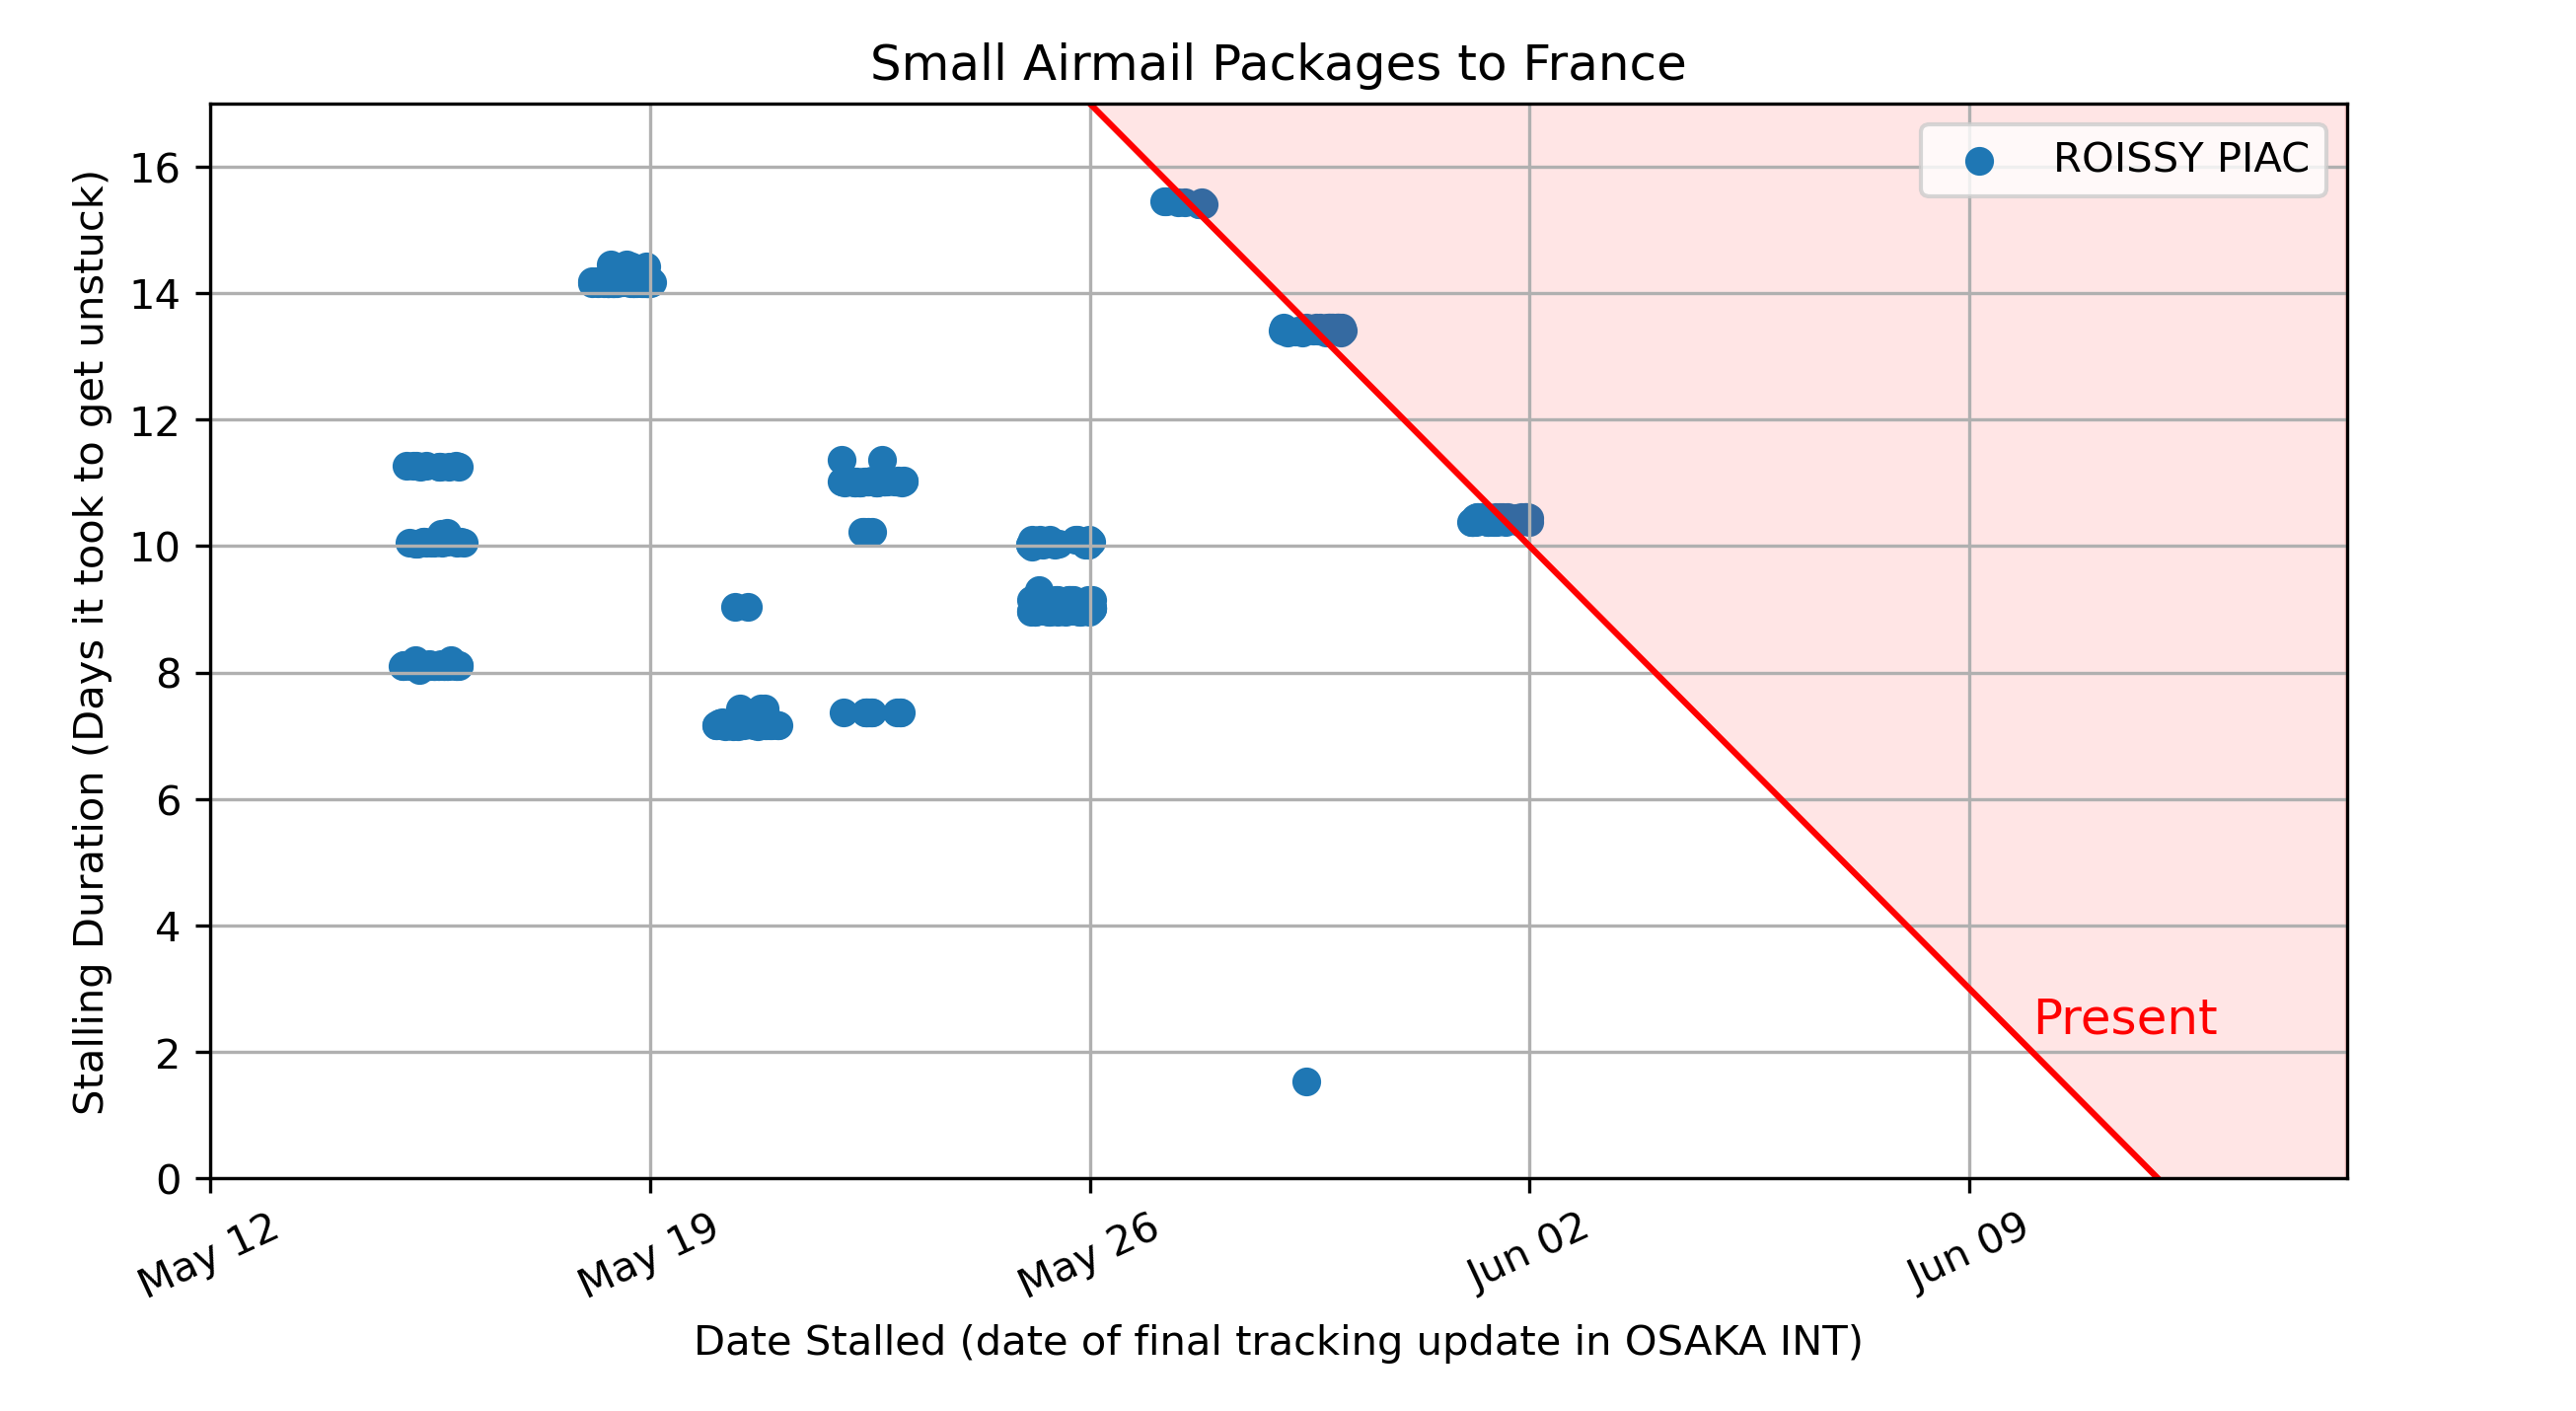 Small Airmail Packages to France
ROISSY PIAC
Stalling Duration (Days it took to get unstuck)
16
14
12
10
8
6
4
2
0
Present
May 12
May 19
May 26
Jun 02
Jun 09
Date Stalled (date of final tracking update in OSAKA INT)